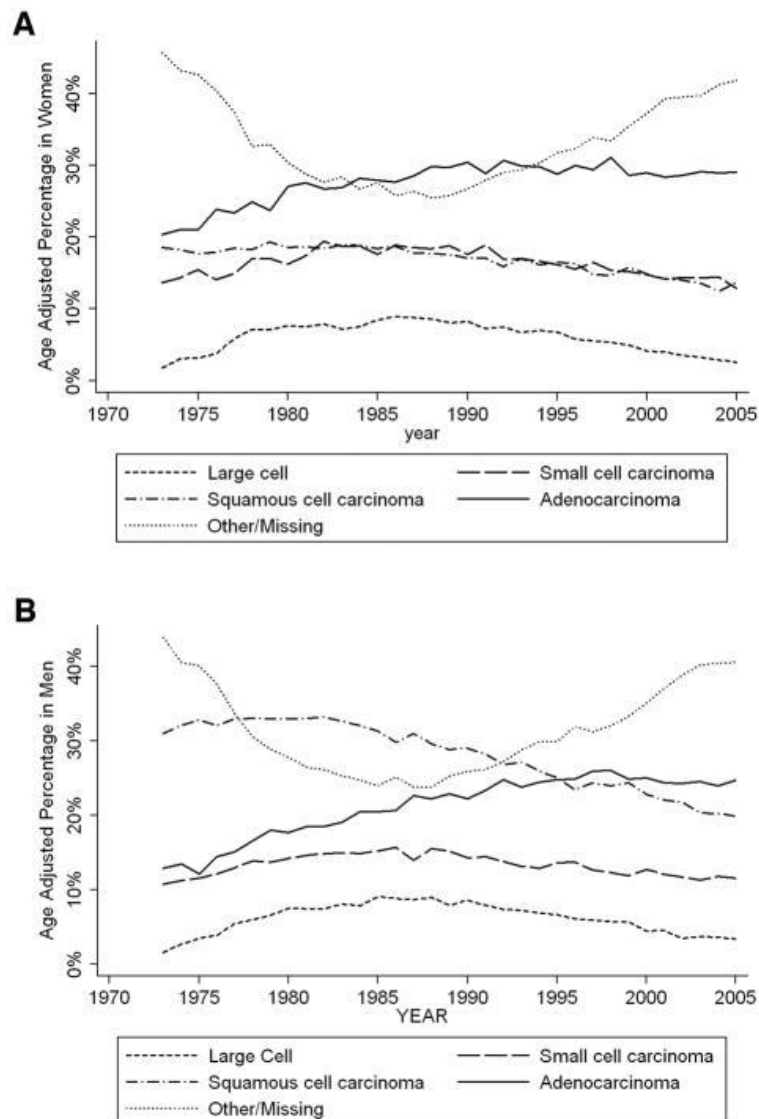 A
Age Adjusted Percentage in Women
40%
30%
20%
10%
0%
1970 1975 1980 1985 1990 1995 2000 2005
year
Large cell Small cell carcinoma
Squamous cell carcinoma Adenocarcinoma
Other/Missing
B
Age Adjusted Percentage in Men
40%
30%
20%
10%
0%
1970 1975 1980 1985 1990 1995 2000 2005
YEAR
Large Cell Small cell carcinoma
Squamous cell carcinoma Adenocarcinoma
Other/Missing